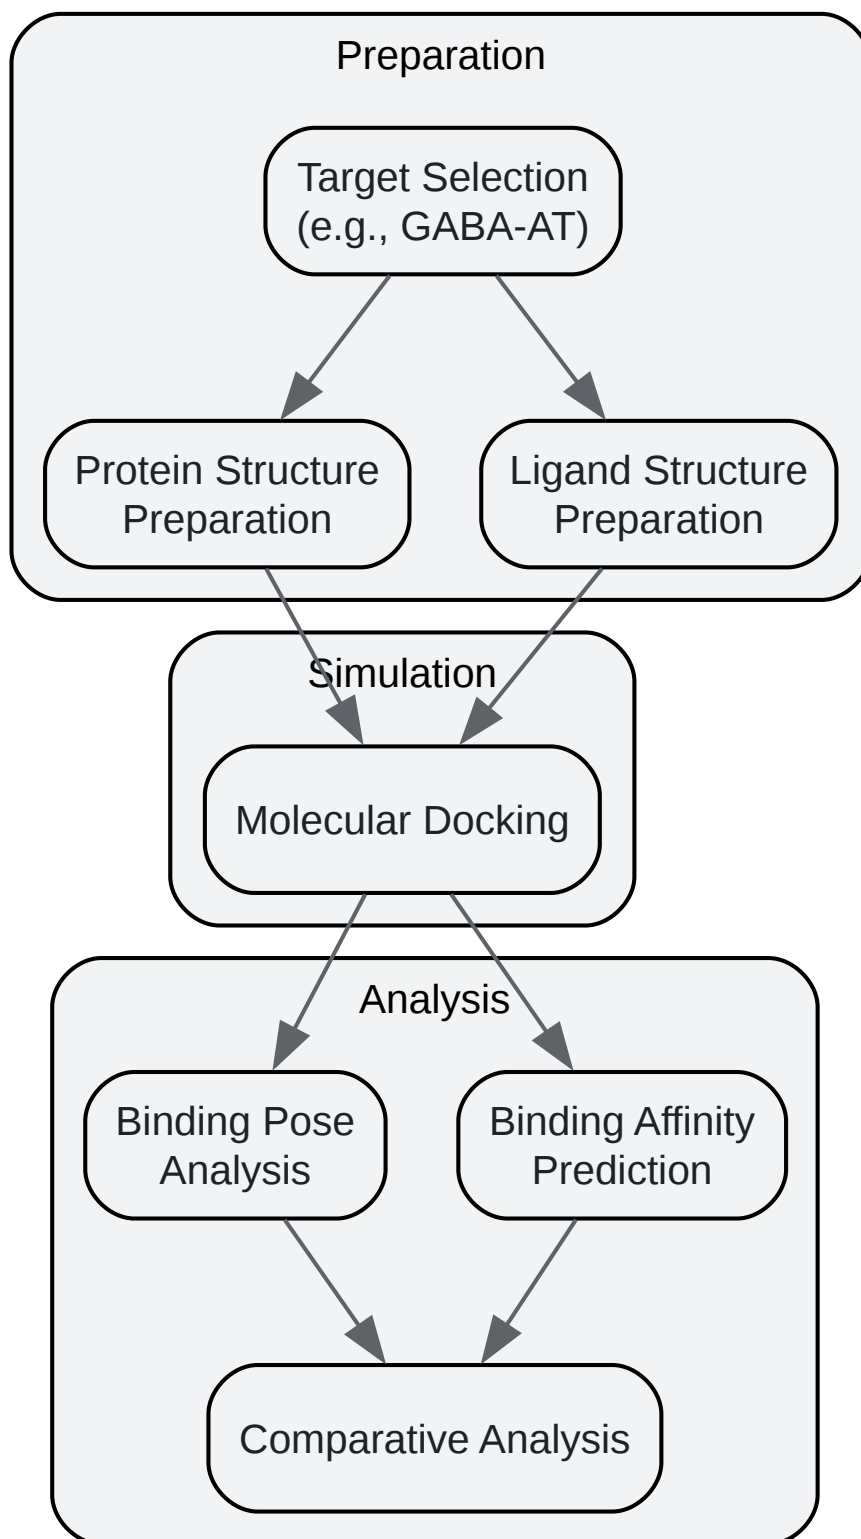 Preparation
Target Selection
(e.g., GABA-AT)
Protein Structure
Preparation
Ligand Structure
Preparation
Simulation
Molecular Docking
Analysis
Binding Pose
Analysis
Binding Affinity
Prediction
Comparative Analysis